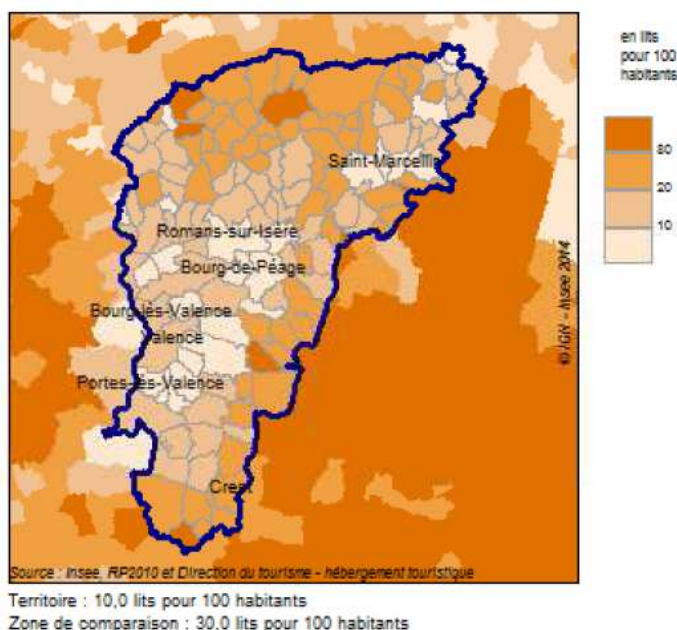 en lits
pour 100
habitants
80
20
10
Saint-Marcellin
Romans-sur-Isère
Bourg-de-Péage
Bourg-lès-Valence
Valence
Portes-lès-Valence
Crest
© IGN - Insee 2014
Source : Insee, RP2010 et Direction du tourisme - hébergement touristique
Territoire : 10,0 lits pour 100 habitants
Zone de comparaison : 30,0 lits pour 100 habitants